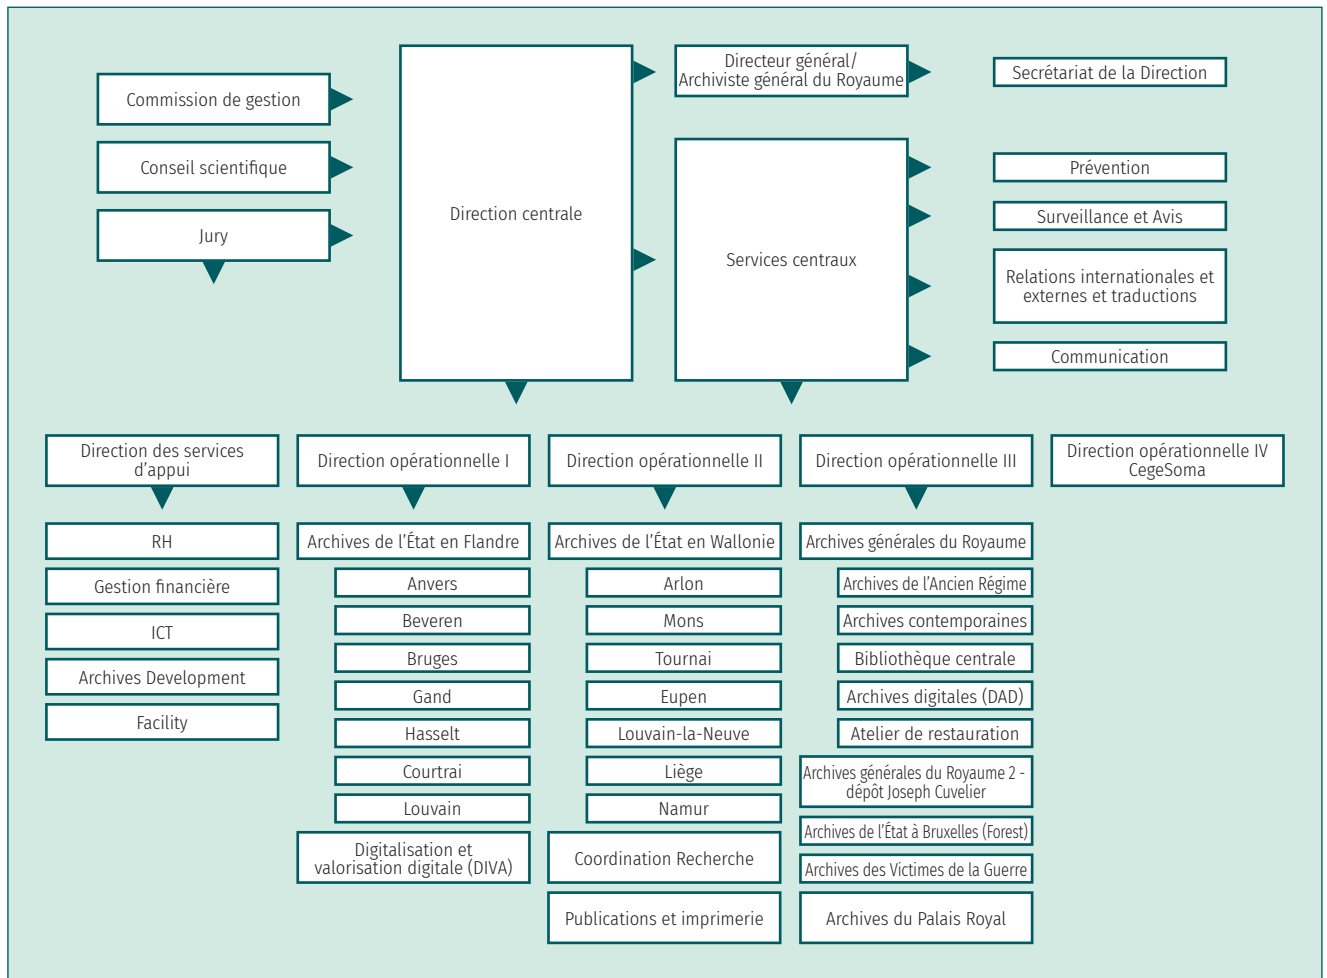 Commission de gestion
Conseil scientifique
Jury
Direction centrale
Directeur général/
Archiviste général du Royaume
Services centraux
Secrétariat de la Direction
Prévention
Surveillance et Avis
Relations internationales et
externes et traductions
Communication
Direction des services
d'appui
RH
Gestion financière
ICT
Archives Development
Facility
Direction opérationnelle I
Archives de l'État en Flandre
Anvers
Beveren
Bruges
Gand
Hasselt
Courtrai
Louvain
Digitalisation et
valorisation digitale (DIVA)
Direction opérationnelle II
Archives de l'État en Wallonie
Arlon
Mons
Tournai
Eupen
Louvain-la-Neuve
Liège
Namur
Coordination Recherche
Publications et imprimerie
Direction opérationnelle III
Archives générales du Royaume
Archives de l'Ancien Régime
Archives contemporaines
Bibliothèque centrale
Archives digitales (DAD)
Atelier de restauration
Archives générales du Royaume 2 -
dépôt Joseph Cuvelier
Archives de l'État à Bruxelles (Forest)
Archives des Victimes de la Guerre
Archives du Palais Royal
Direction opérationnelle IV
CegeSoma